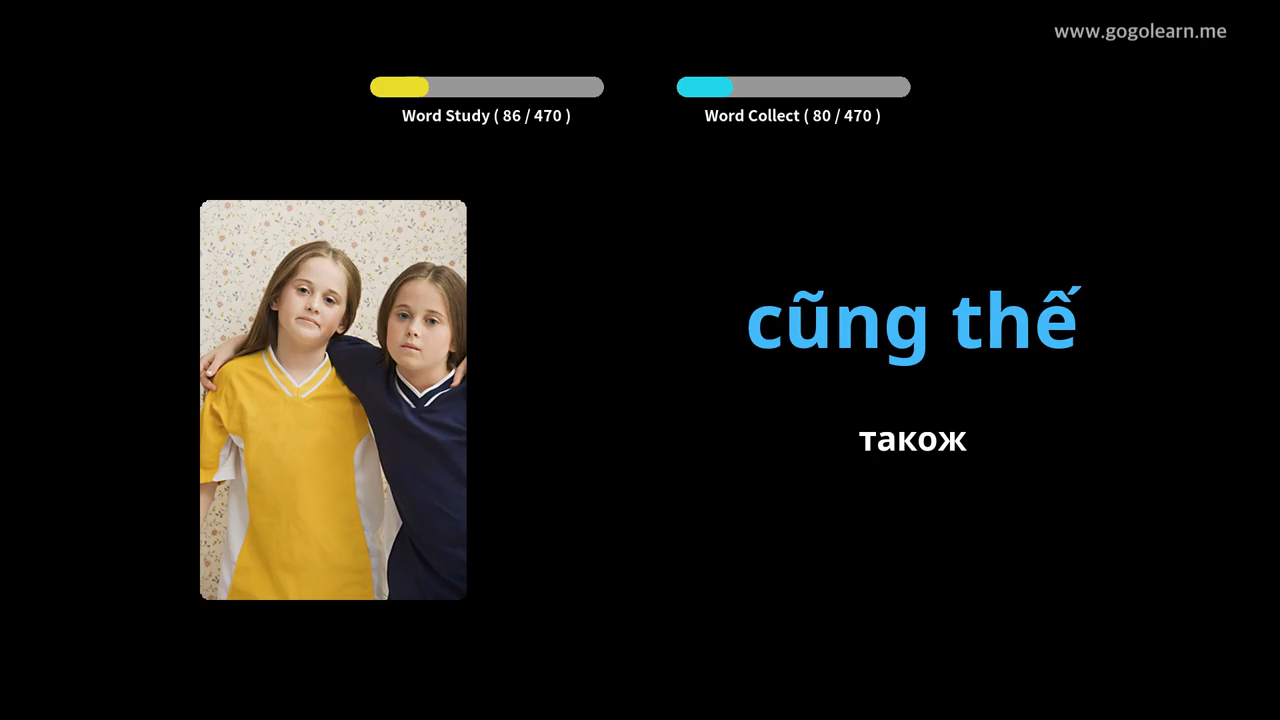 www.gogolearn.me
Word Study ( 86 / 470 )
Word Collect ( 80 / 470 )
cũng thế
також